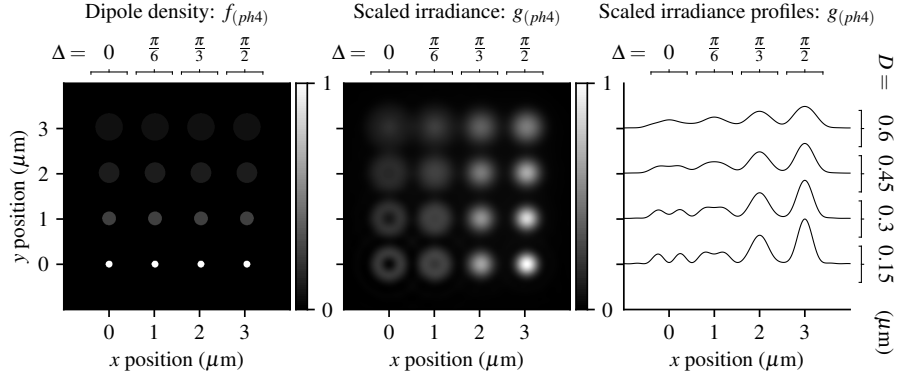 Dipole density: f(ph4)
Scaled irradiance: g(ph4)
Scaled irradiance profiles: g(ph4)
Δ = 0 π/6 π/3 π/2
Δ = 0 π/6 π/3 π/2
Δ = 0 π/6 π/3 π/2
D =
0.6
0.45
0.3
0.15
(μm)
y position (μm)
3
2
1
0
1
0
1
0
0 1 2 3
x position (μm)
0 1 2 3
x position (μm)
0 1 2 3
x position (μm)